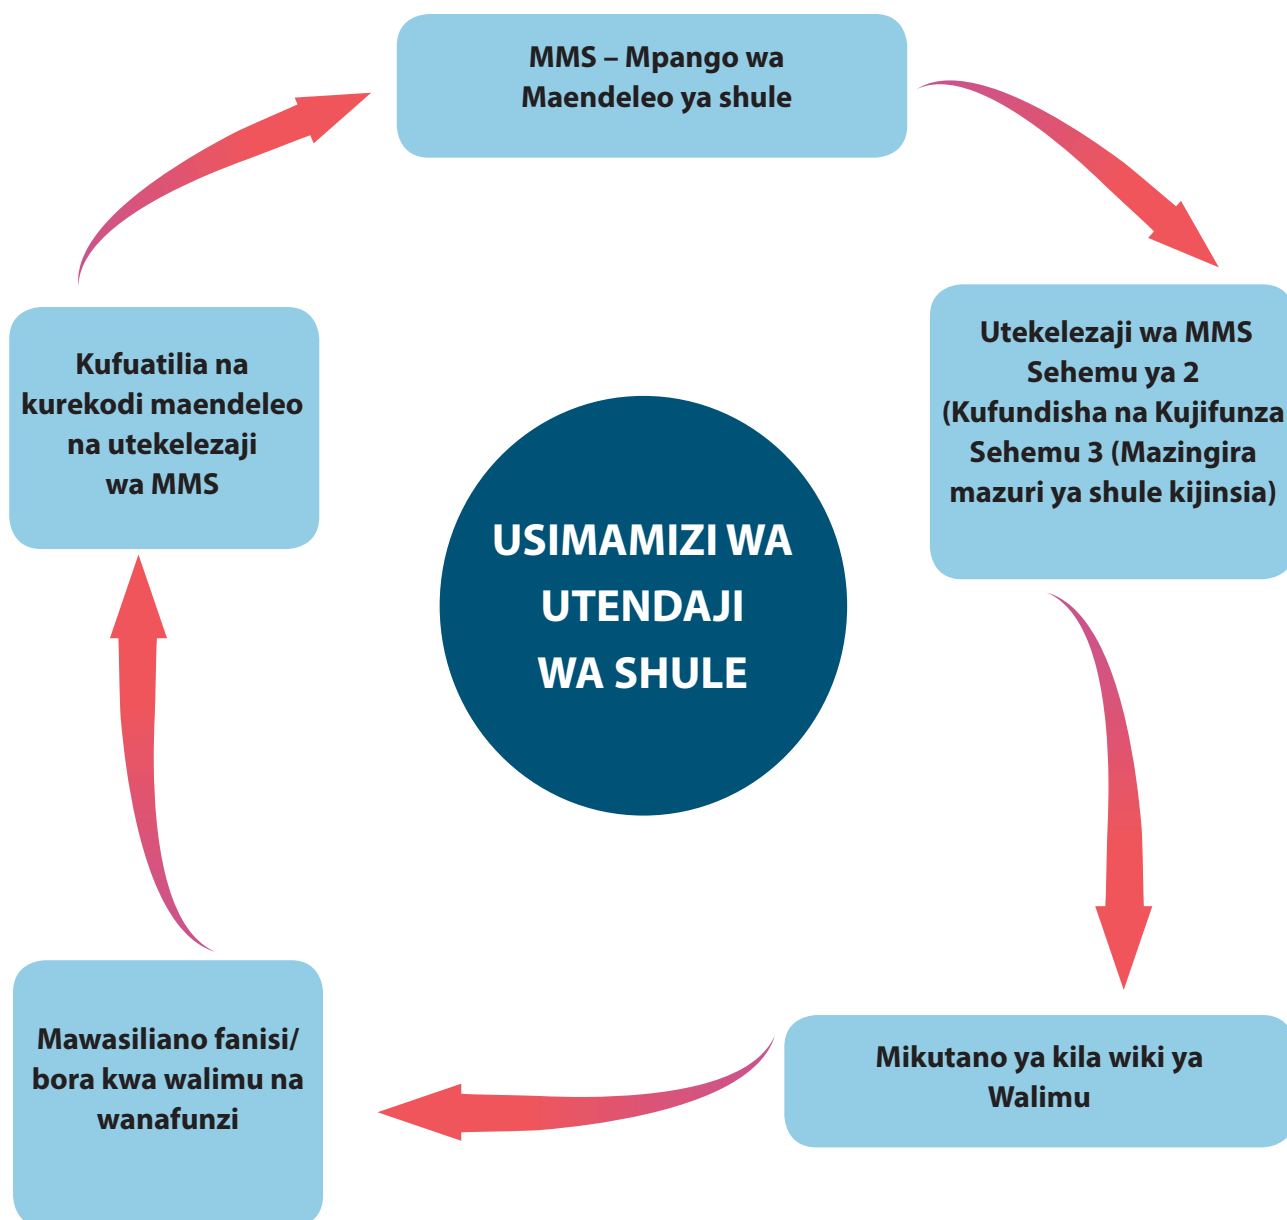 MMS – Mpango wa
Maendeleo ya shule
Utekelezaji wa MMS
Sehemu ya 2
(Kufundisha na Kujifunza
Sehemu 3 (Mazingira
mazuri ya shule kijinsia)
Mikutano ya kila wiki ya
Walimu
Mawasiliano fanisi/
bora kwa walimu na
wanafunzi
Kufuatilia na
kurekodi maendeleo
na utekelezaji
wa MMS
USIMAMIZI WA
UTENDAJI
WA SHULE